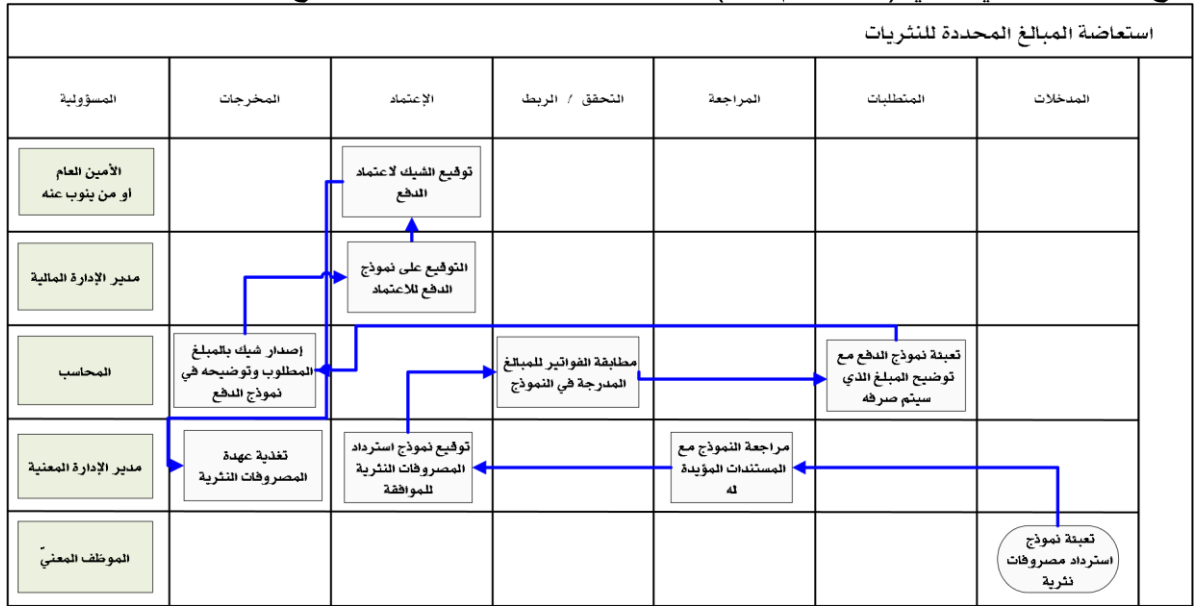 استعاضة المبالغ المحددة للنثريات
المدخلات
المتطلبات
المراجعة
التحقق / الربط
الإعتماد
المخرجات
المسؤولية
توقيع الشيك لاعتماد
الدفع
الأمين العام
او من ينوب عنه
التوقيع على نموذج
الدفع للاعتماد
مدير الإدارة المالية
تعبئة نموذج الدفع مع
توضيح المبلغ الذي
سيتم صرفه
مطابقة الفواتير للمبالغ
المدرجة في النموذج
إصدار شيك بالمبلغ
المطلوب وتوضيحه في
نموذج الدفع
المحاسب
مراجعة النموذج مع
المستندات المؤيدة
له
توقيع نموذج استرداد
المصروفات النثرية
للموافقة
تغذية عهدة
المصروفات النثرية
مدير الإدارة المعنية
تعبئة نموذج
استرداد مصروفات
نثرية
الموظف المعنيّ